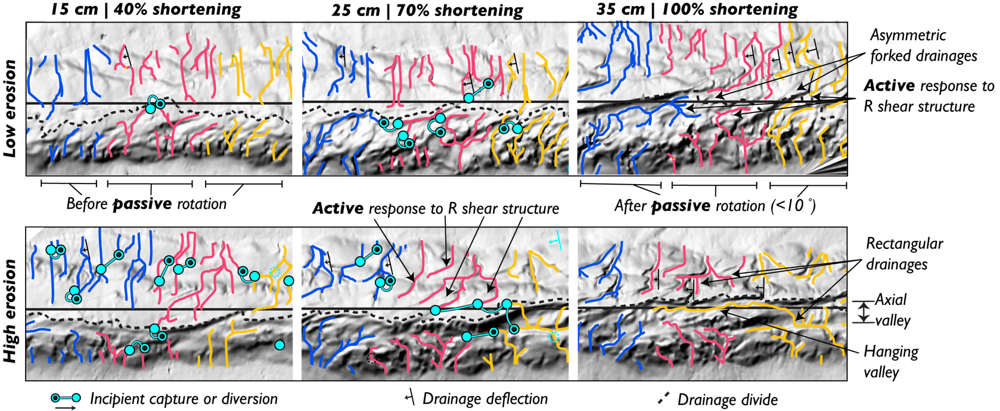 15 cm | 40% shortening
25 cm | 70% shortening
35 cm | 100% shortening
Low erosion
Asymmetric
forked drainages
Active response to
R shear structure
Before passive rotation
After passive rotation (<10 °)
Active response to R shear structure
High erosion
Rectangular
drainages
Axial
valley
Hanging
valley
Incipient capture or diversion
Drainage deflection
Drainage divide